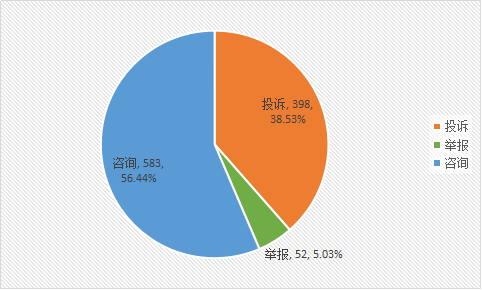 投诉, 398,
38.53%
咨询, 583,
56.44%
举报, 52, 5.03%
投诉
举报
咨询